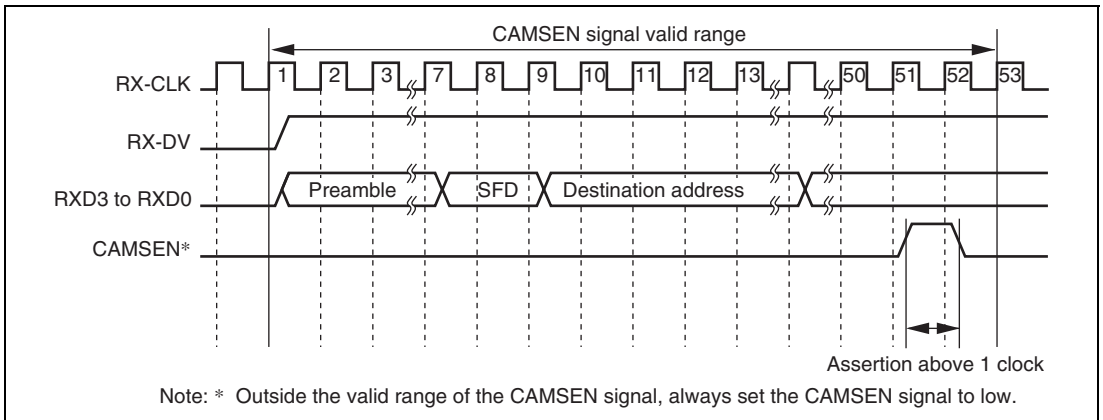 CAMSEN signal valid range
RX-CLK 1 2 3 7 8 9 10 11 12 13 50 51 52 53
RX-DV
RXD3 to RXD0 Preamble SFD Destination address
CAMSEN*
Assertion above 1 clock
Note: * Outside the valid range of the CAMSEN signal, always set the CAMSEN signal to low.